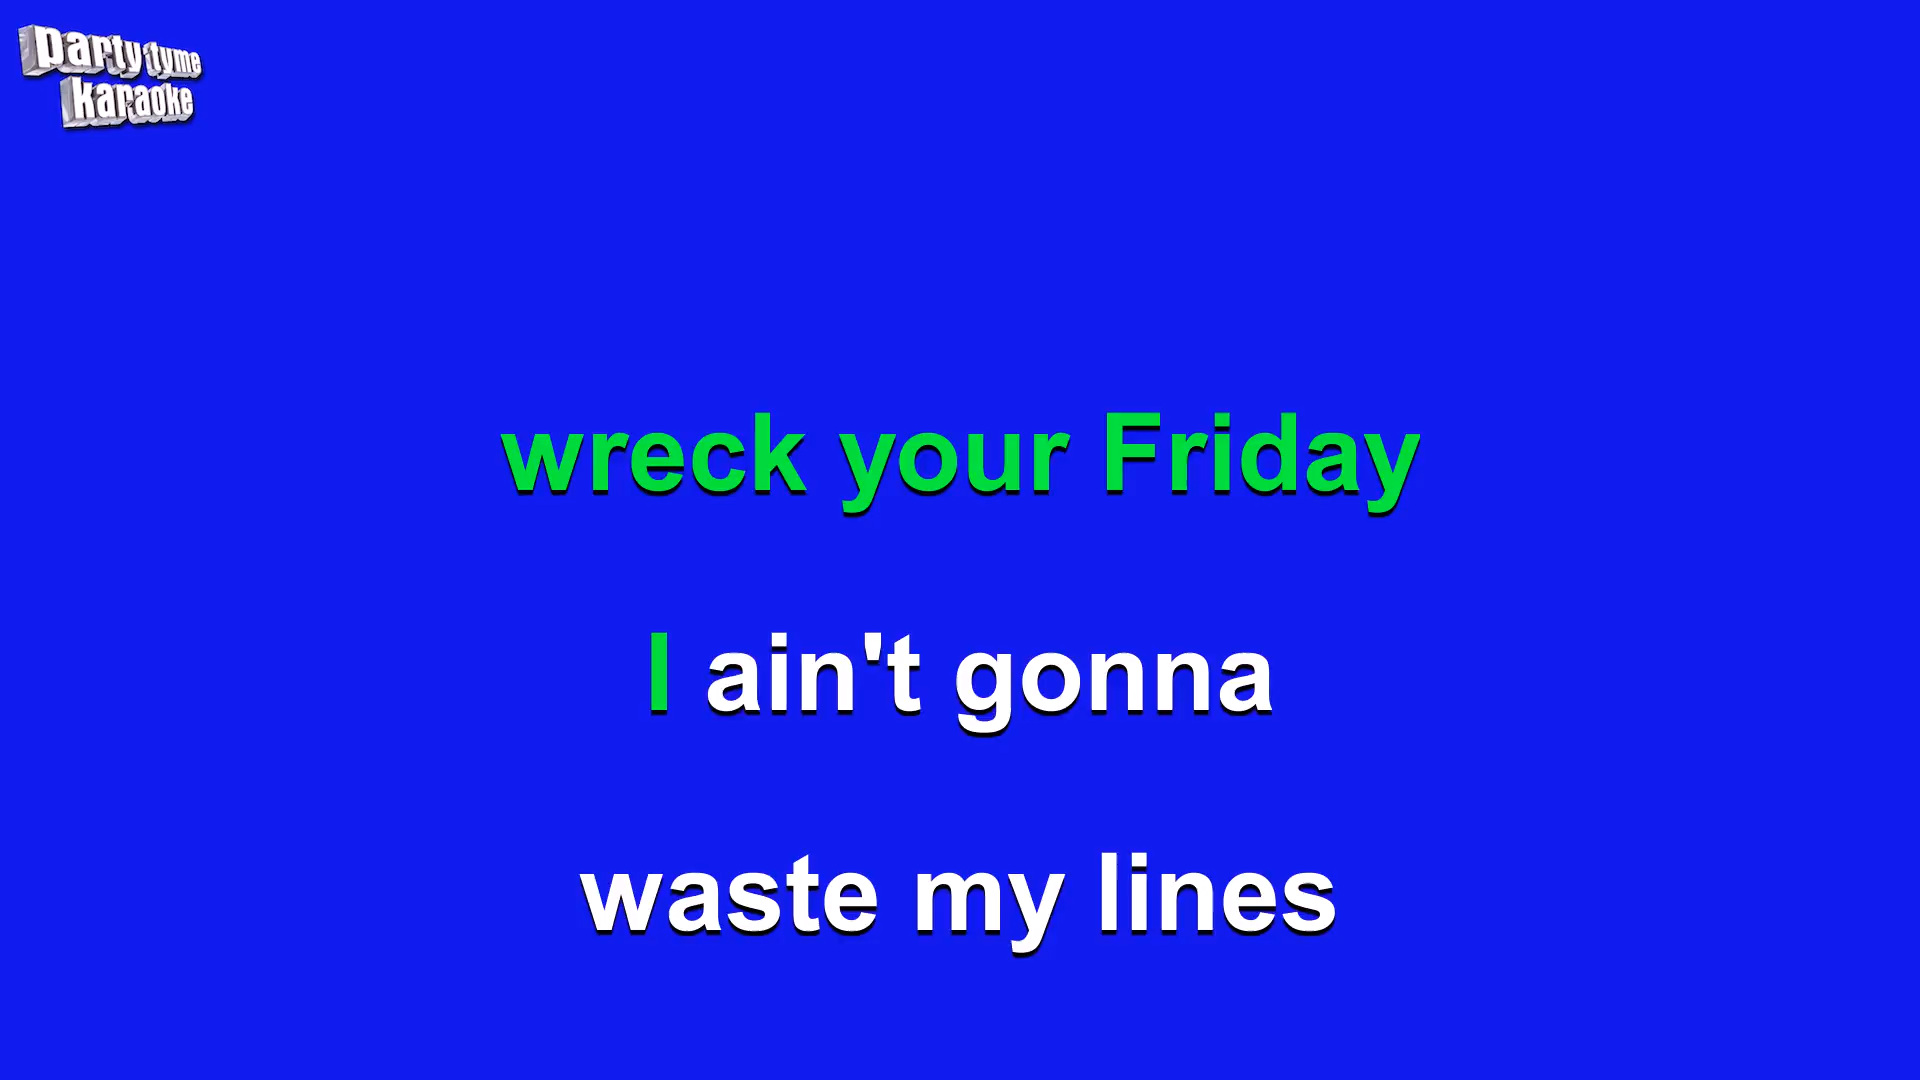 party tyme
karaoke
wreck your Friday
I ain't gonna
waste my lines